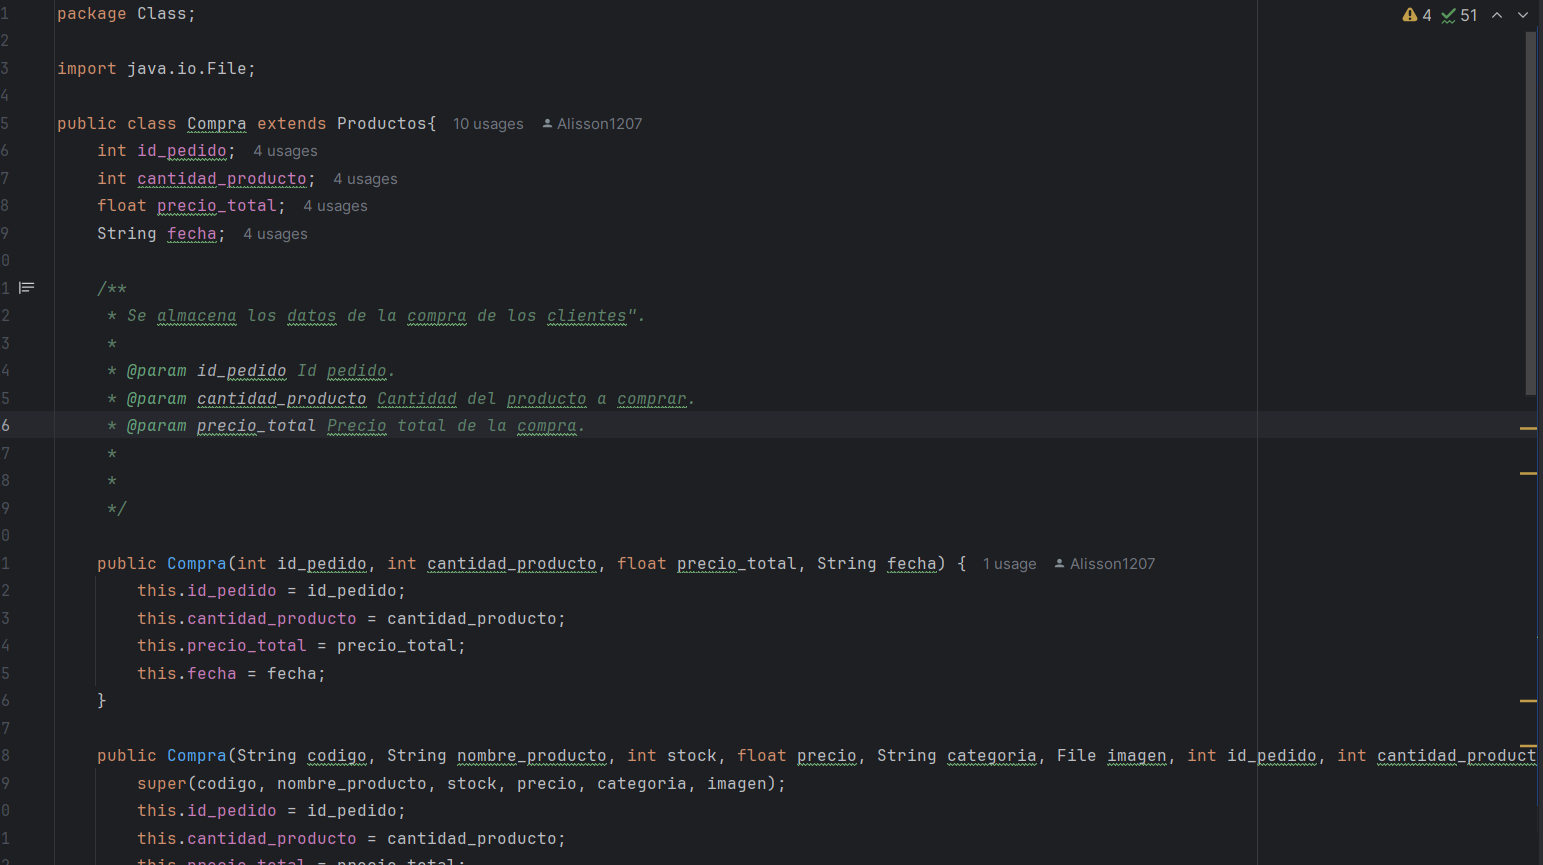 1 package Class; 4 51
2
3 import java.io.File;
4
5 public class Compra extends Productos{ 10 usages Alisson1207
6 int id_pedido; 4 usages
7 int cantidad_producto; 4 usages
8 float precio_total; 4 usages
9 String fecha; 4 usages
0
1 /**
2 * Se almacena los datos de la compra de los clientes".
3 *
4 * @param id_pedido Id pedido.
5 * @param cantidad_producto Cantidad del producto a comprar.
6 * @param precio_total Precio total de la compra.
7 *
8 *
9 */
0
1 public Compra(int id_pedido, int cantidad_producto, float precio_total, String fecha) { 1 usage Alisson1207
2 this.id_pedido = id_pedido;
3 this.cantidad_producto = cantidad_producto;
4 this.precio_total = precio_total;
5 this.fecha = fecha;
6 }
7
8 public Compra(String codigo, String nombre_producto, int stock, float precio, String categoria, File imagen, int id_pedido, int cantidad_product
9 super(codigo, nombre_producto, stock, precio, categoria, imagen);
0 this.id_pedido = id_pedido;
1 this.cantidad_producto = cantidad_producto;
2 this.precio_total = precio_total;